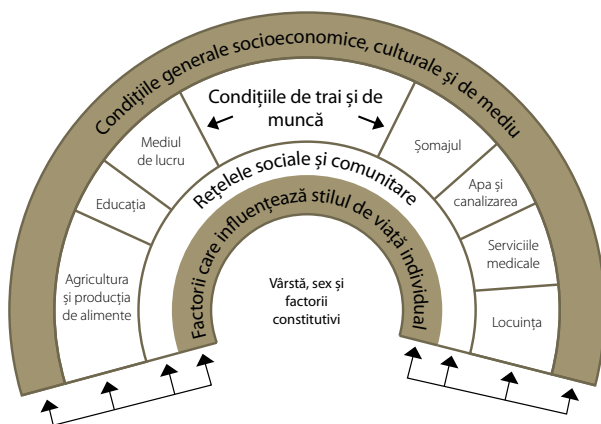 Condițiile generale socioeconomice, culturale și de mediu
Condițiile de trai și de
muncă
Agricultura
și producția
de alimente
Educația
Mediul
de lucru
Șomajul
Apa și
canalizarea
Serviciile
medicale
Locuința
Rețelele sociale și comunitare
Factorii care influențează stilul de viață individual
Vârstă, sex și
factorii
constitutivi